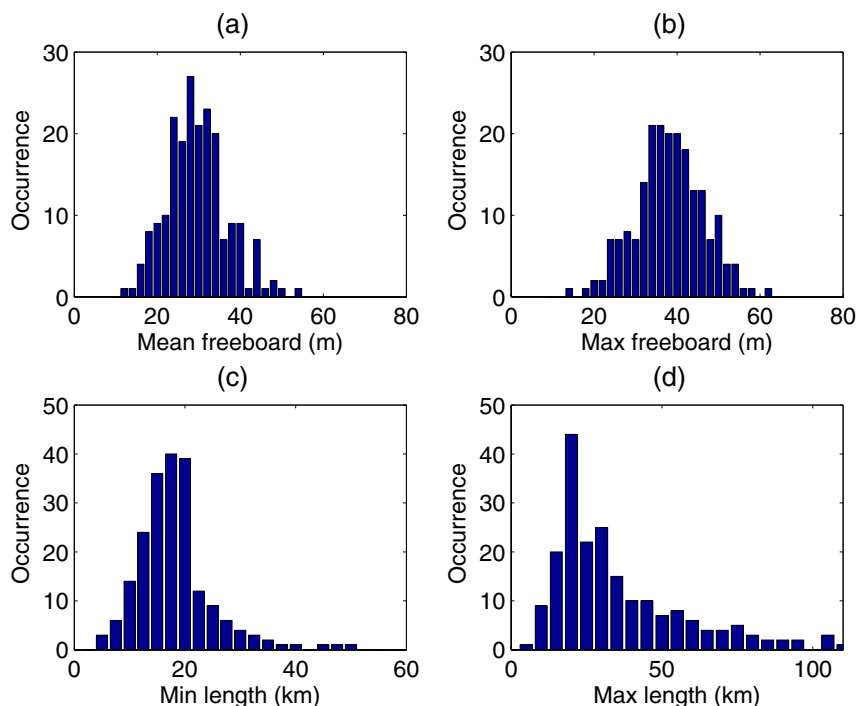 (a)
30
20
10
0
Occurrence
0 20 40 60 80
Mean freeboard (m)
(b)
30
20
10
0
Occurrence
0 20 40 60 80
Max freeboard (m)
(c)
50
40
30
20
10
0
Occurrence
0 20 40 60
Min length (km)
(d)
50
40
30
20
10
0
Occurrence
0 50 100
Max length (km)